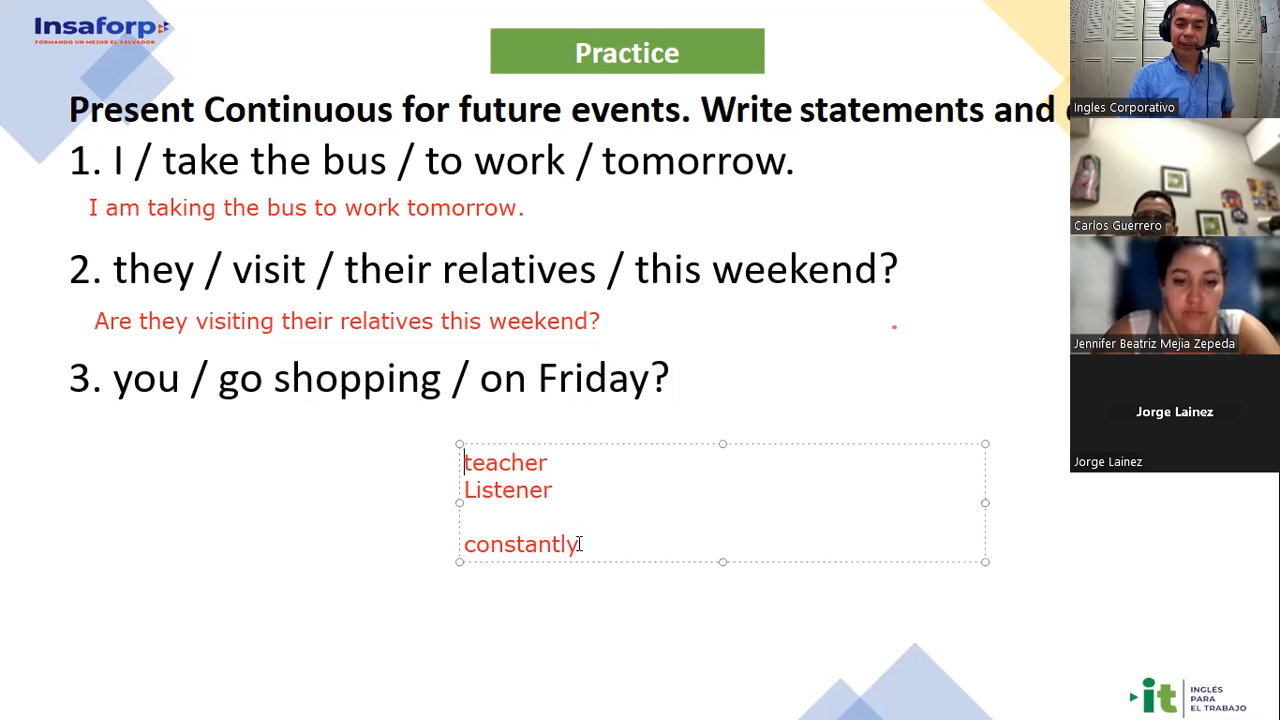 Insaforp
FORMANDO UN MEJOR EL SALVADOR
Practice
Present Continuous for future events. Write statements and
1. I / take the bus / to work / tomorrow.
I am taking the bus to work tomorrow.
2. they / visit / their relatives / this weekend?
Are they visiting their relatives this weekend?
3. you / go shopping / on Friday?
teacher
Listener
constantly
Ingles Corporativo
Carlos Guerrero
Jennifer Beatriz Mejia Zepeda
Jorge Lainez
Jorge Lainez
it
INGLÉS
PARA
EL TRABAJO